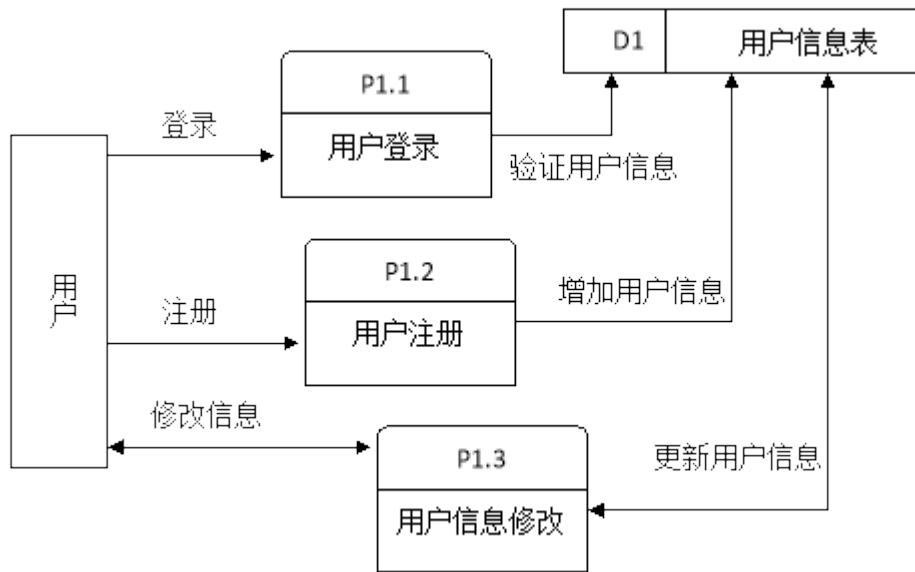 D1 用户信息表
P1.1
登录
用户登录
验证用户信息
P1.2
用户
增加用户信息
注册
用户注册
修改信息
P1.3
更新用户信息
用户信息修改